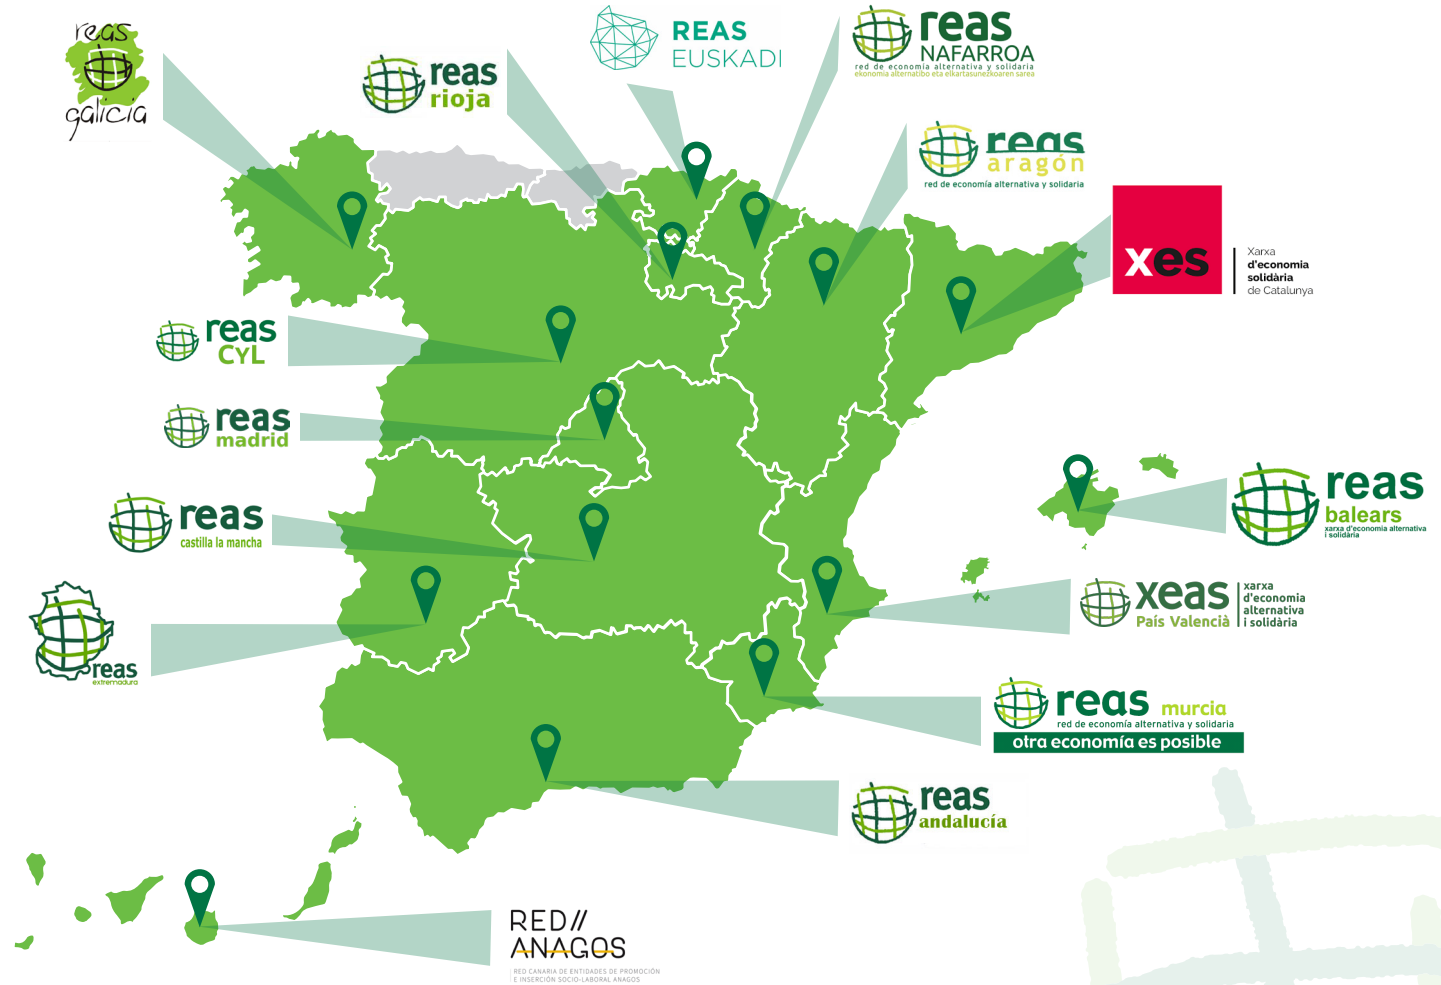 reas
galicia
reas
rioja
REAS
EUSKADI
reas
NAFARROA
red de economía alternativa y solidaria
ekonomia alternatibo eta elkartasunezkoaren sarea
reas
aragón
red de economía alternativa y solidaria
xes
Xarxa
d'economia
solidària
de Catalunya
reas
CYL
reas
madrid
reas
castilla la mancha
reas
extremadura
reas
balears
xarxa d'economia alternativa
i solidària
xeas
País Valencià
xarxa
d'economia
alternativa
i solidària
reas murcia
red de economía alternativa y solidaria
otra economía es posible
reas
andalucía
RED//
ANAGOS
RED CANARIA DE ENTIDADES DE PROMOCIÓN
E INSERCIÓN SOCIO-LABORAL ANAGOS